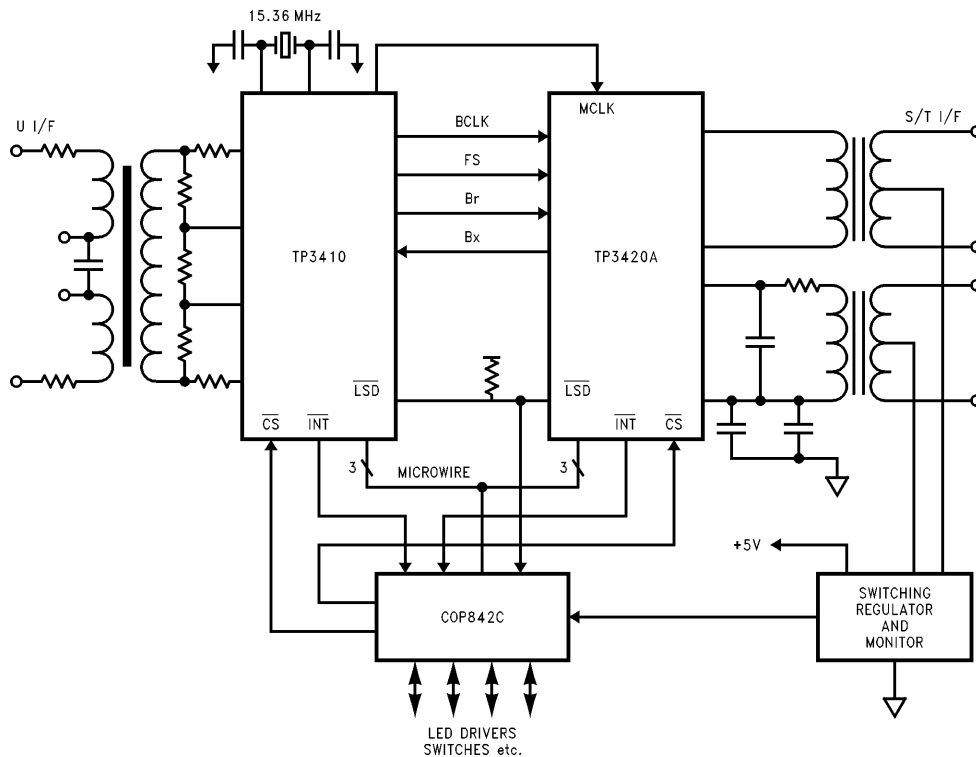 15.36 MHz
U I/F
MCLK
S/T I/F
BCLK
FS
Br
Bx
TP3410
TP3420A
LSD
LSD
CS
INT
INT
CS
3
MICROWIRE
3
+5V
COP842C
SWITCHING
REGULATOR
AND
MONITOR
LED DRIVERS
SWITCHES etc.